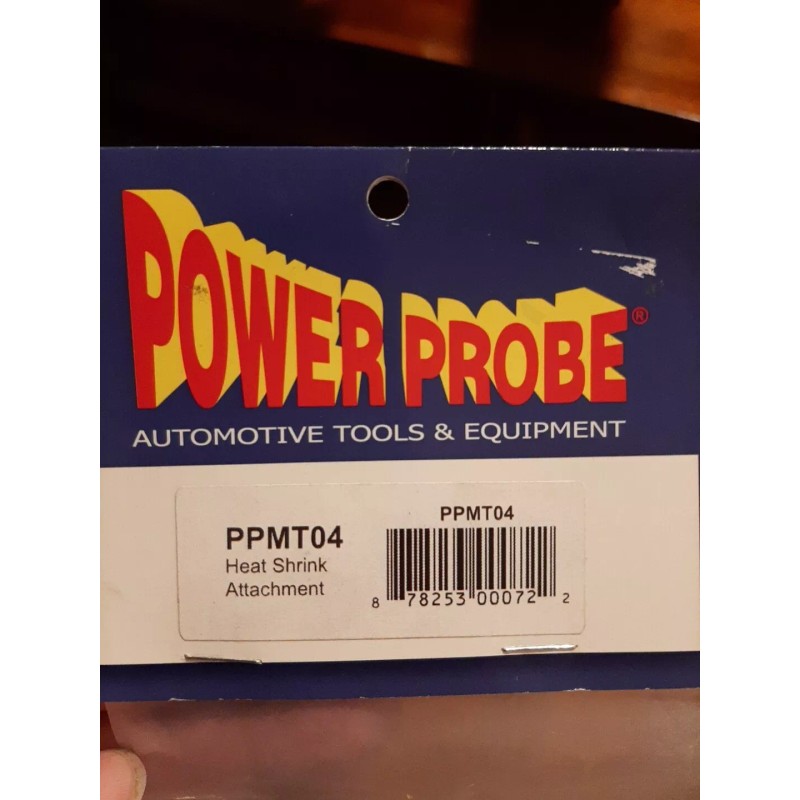 POWER PROBE®
AUTOMOTIVE TOOLS & EQUIPMENT
PPMT04
Heat Shrink
Attachment
PPMT04
8 78253 00072 2